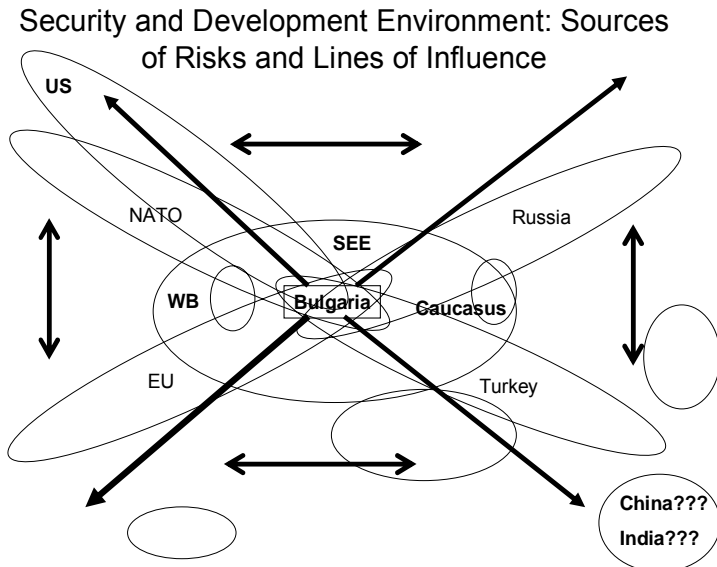 Security and Development Environment: Sources
of Risks and Lines of Influence
US
NATO
Russia
SEE
WB
Bulgaria
Caucasus
EU
Turkey
China???
India???